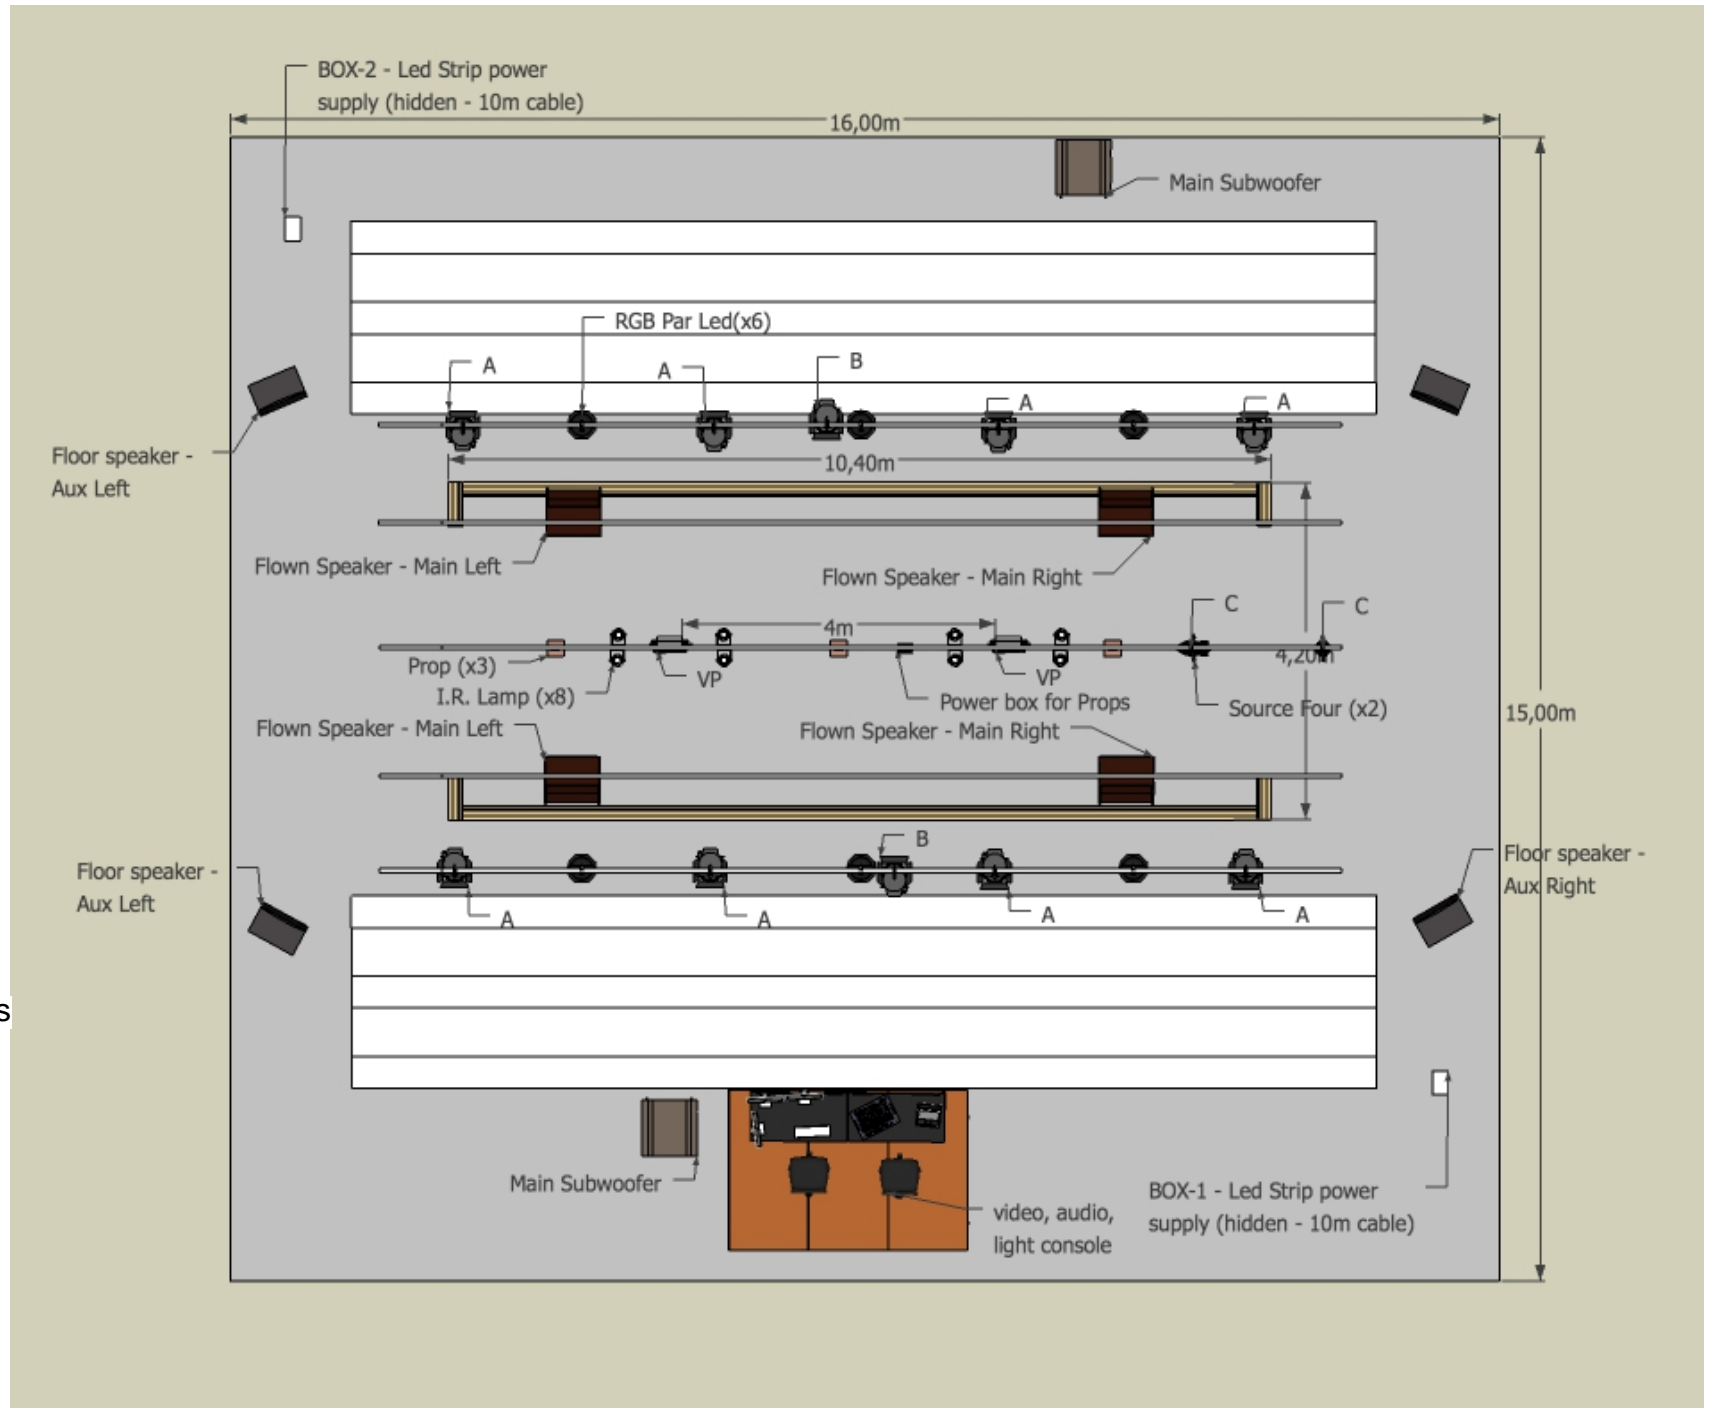 BOX-2 - Led Strip power
supply (hidden - 10m cable)
16,00m
Main Subwoofer
RGB Par Led(x6)
A
A
B
A
A
Floor speaker -
Aux Left
10,40m
Flown Speaker - Main Left
Flown Speaker - Main Right
C
C
4m
4,20m
Prop (x3)
VP
VP
I.R. Lamp (x8)
Power box for Props
Source Four (x2)
15,00m
Flown Speaker - Main Left
Flown Speaker - Main Right
B
Floor speaker -
Aux Left
Floor speaker -
Aux Right
A
A
A
A
s
Main Subwoofer
BOX-1 - Led Strip power
supply (hidden - 10m cable)
video, audio,
light console